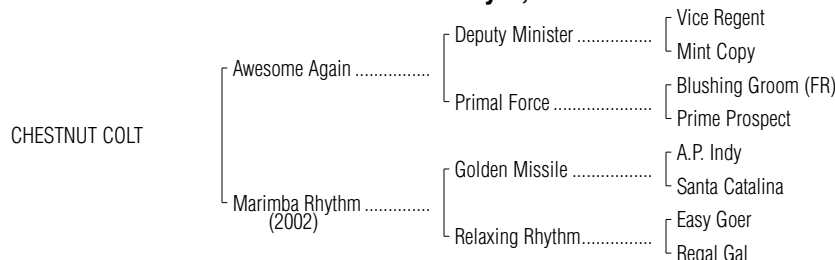 Vice Regent
Deputy Minister ................
Mint Copy
Awesome Again ................
Blushing Groom (FR)
Primal Force .....................
Prime Prospect
CHESTNUT COLT
A.P. Indy
Golden Missile .................
Santa Catalina
Marimba Rhythm ..............
(2002)
Easy Goer
Relaxing Rhythm...............
Regal Gal